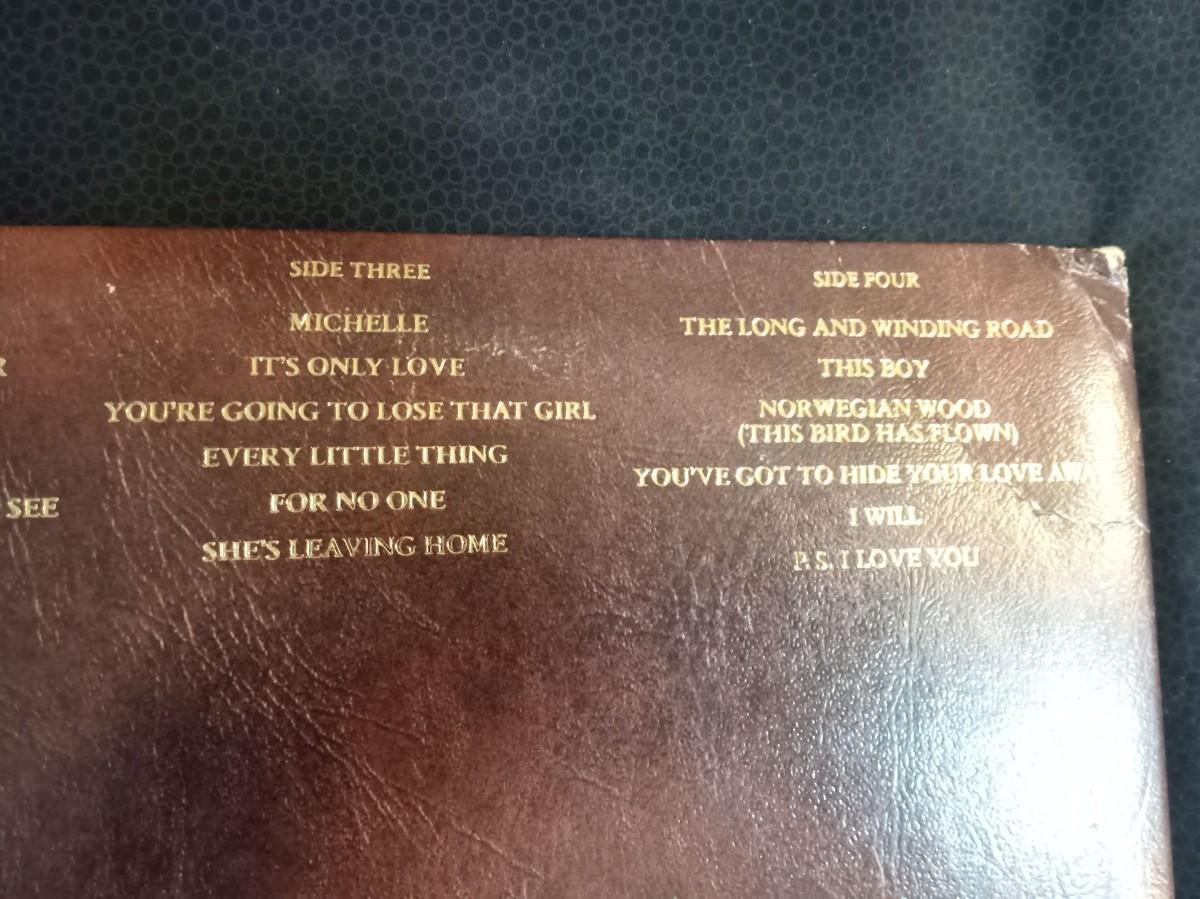 R
SEE
SIDE THREE
MICHELLE
IT'S ONLY LOVE
YOU'RE GOING TO LOSE THAT GIRL
EVERY LITTLE THING
FOR NO ONE
SHE'S LEAVING HOME
SIDE FOUR
THE LONG AND WINDING ROAD
THIS BOY
NORWEGIAN WOOD
(THIS BIRD HAS FLOWN)
YOU'VE GOT TO HIDE YOUR LOVE AWA
I WILL
P.S. I LOVE YOU